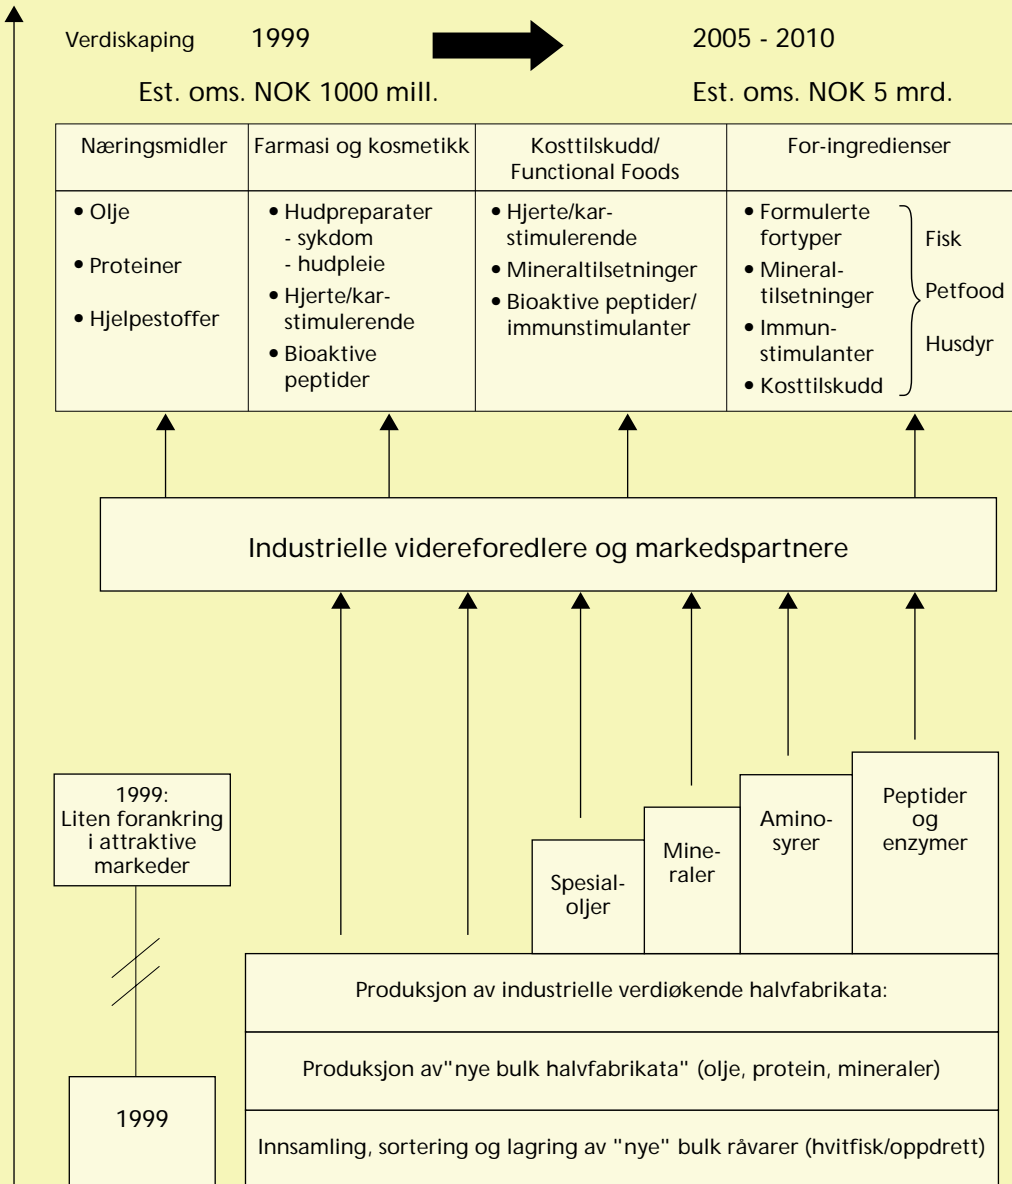 Verdiskaping 1999 2005 - 2010
Est. oms. NOK 1000 mill. Est. oms. NOK 5 mrd.
Næringsmidler
• Olje
• Proteiner
• Hjelpestoffer
Farmasi og kosmetikk
• Hudpreparater
- sykdom
- hudpleie
• Hjerte/kar-
stimulerende
• Bioaktive
peptider
Kosttilskudd/
Functional Foods
• Hjerte/kar-
stimulerende
• Mineraltilsetninger
• Bioaktive peptider/
immunstimulanter
For-ingredienser
• Formulerte
fortyper
• Mineral-
tilsetninger
• Immun-
stimulanter
• Kosttilskudd
Fisk
Petfood
Husdyr
Industrielle videreforedlere og markedspartnere
1999:
Liten forankring
i attraktive
markeder
Spesial-
oljer
Mine-
raler
Amino-
syrer
Peptider
og
enzymer
Produksjon av industrielle verdiøkende halvfabrikata:
Produksjon av"nye bulk halvfabrikata" (olje, protein, mineraler)
1999
Innsamling, sortering og lagring av "nye" bulk råvarer (hvitfisk/oppdrett)